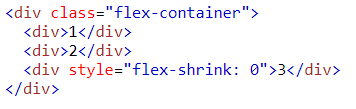 <div class="flex-container">
  <div>1</div>
  <div>2</div>
  <div style="flex-shrink: 0">3</div>
</div>